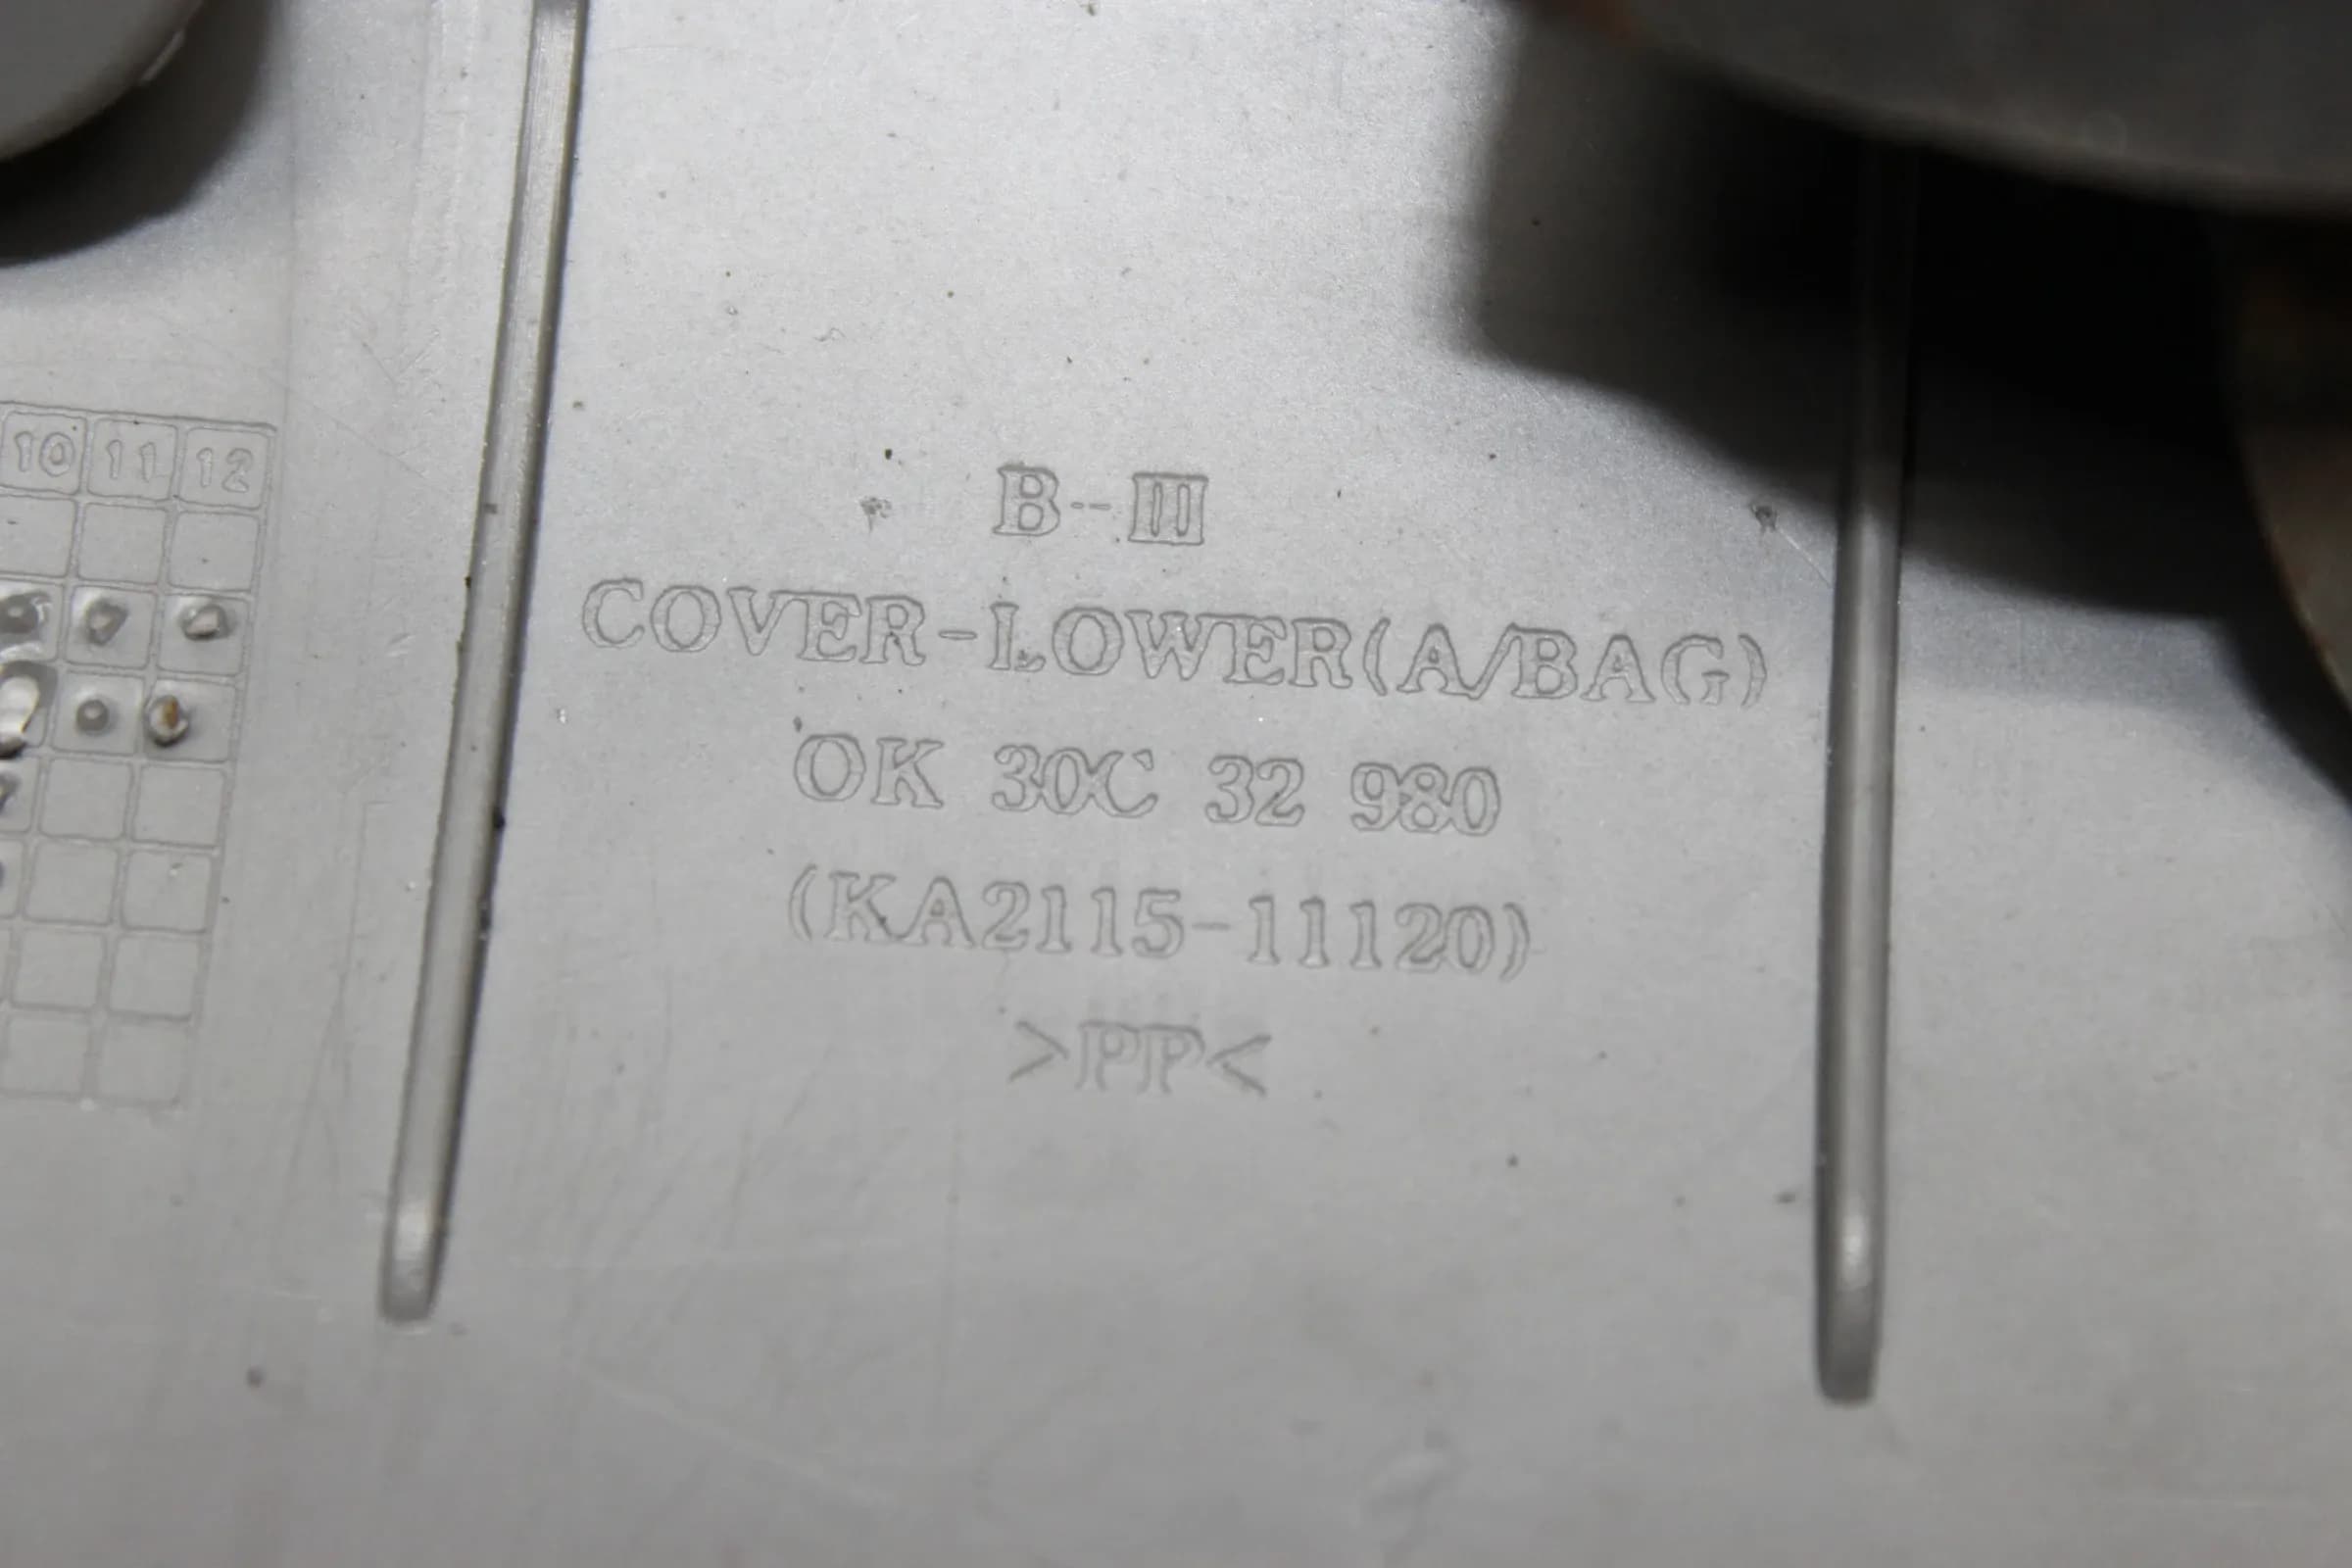 10 11 12
B-III
COVER-LOWER(A/BAG)
OK 30C 32 980
(KA2115-11120)
>PP<